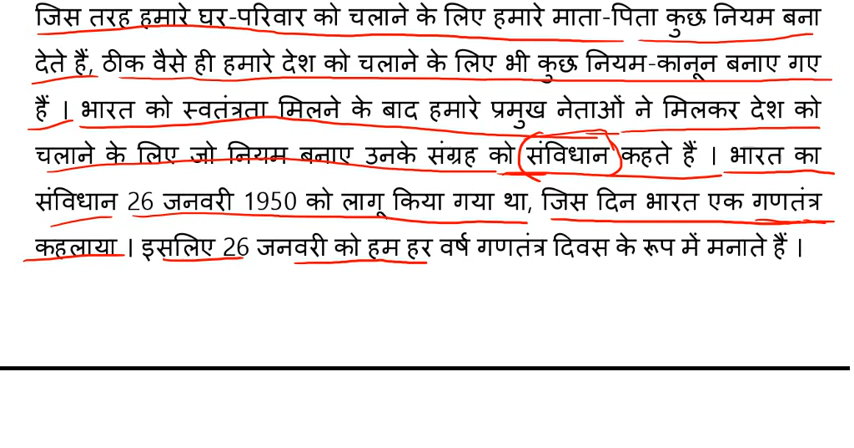 जिस तरह हमारे घर-परिवार को चलाने के लिए हमारे माता-पिता कुछ नियम बना
देते हैं, ठीक वैसे ही हमारे देश को चलाने के लिए भी कुछ नियम-कानून बनाए गए
हैं । भारत को स्वतंत्रता मिलने के बाद हमारे प्रमुख नेताओं ने मिलकर देश को
चलाने के लिए जो नियम बनाए उनके संग्रह को संविधान कहते हैं । भारत का
संविधान 26 जनवरी 1950 को लागू किया गया था, जिस दिन भारत एक गणतंत्र
कहलाया । इसलिए 26 जनवरी को हम हर वर्ष गणतंत्र दिवस के रूप में मनाते हैं ।